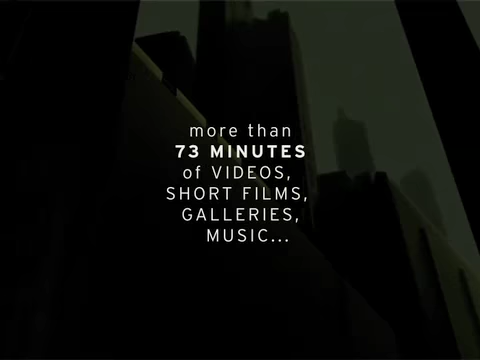 more than
73 MINUTES
of VIDEOS,
SHORT FILMS,
GALLERIES,
MUSIC...